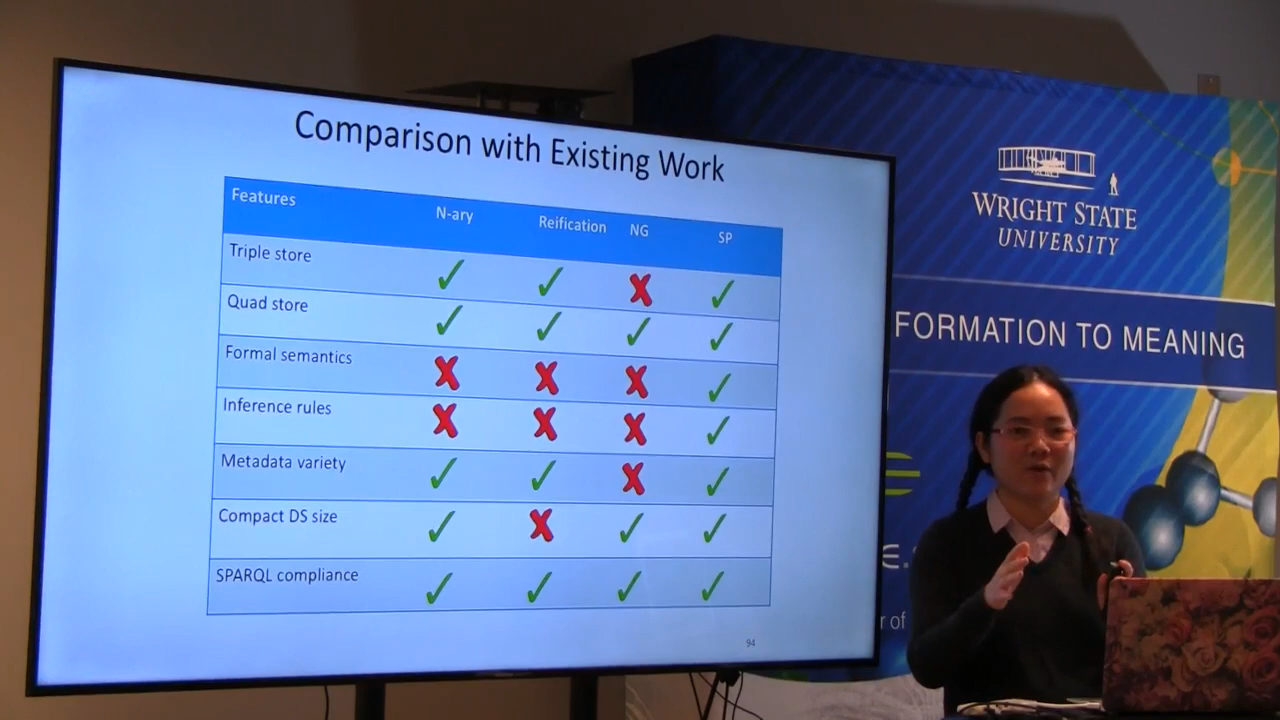 Comparison with Existing Work
Features N-ary Reification NG SP
Triple store ✓ ✓ ✗ ✓
Quad store ✓ ✓ ✓ ✓
Formal semantics ✗ ✗ ✗ ✓
Inference rules ✗ ✗ ✗ ✓
Metadata variety ✓ ✓ ✗ ✓
Compact DS size ✓ ✗ ✓ ✓
SPARQL compliance ✓ ✓ ✓ ✓
94
WRIGHT STATE
UNIVERSITY
FORMATION TO MEANING
r of